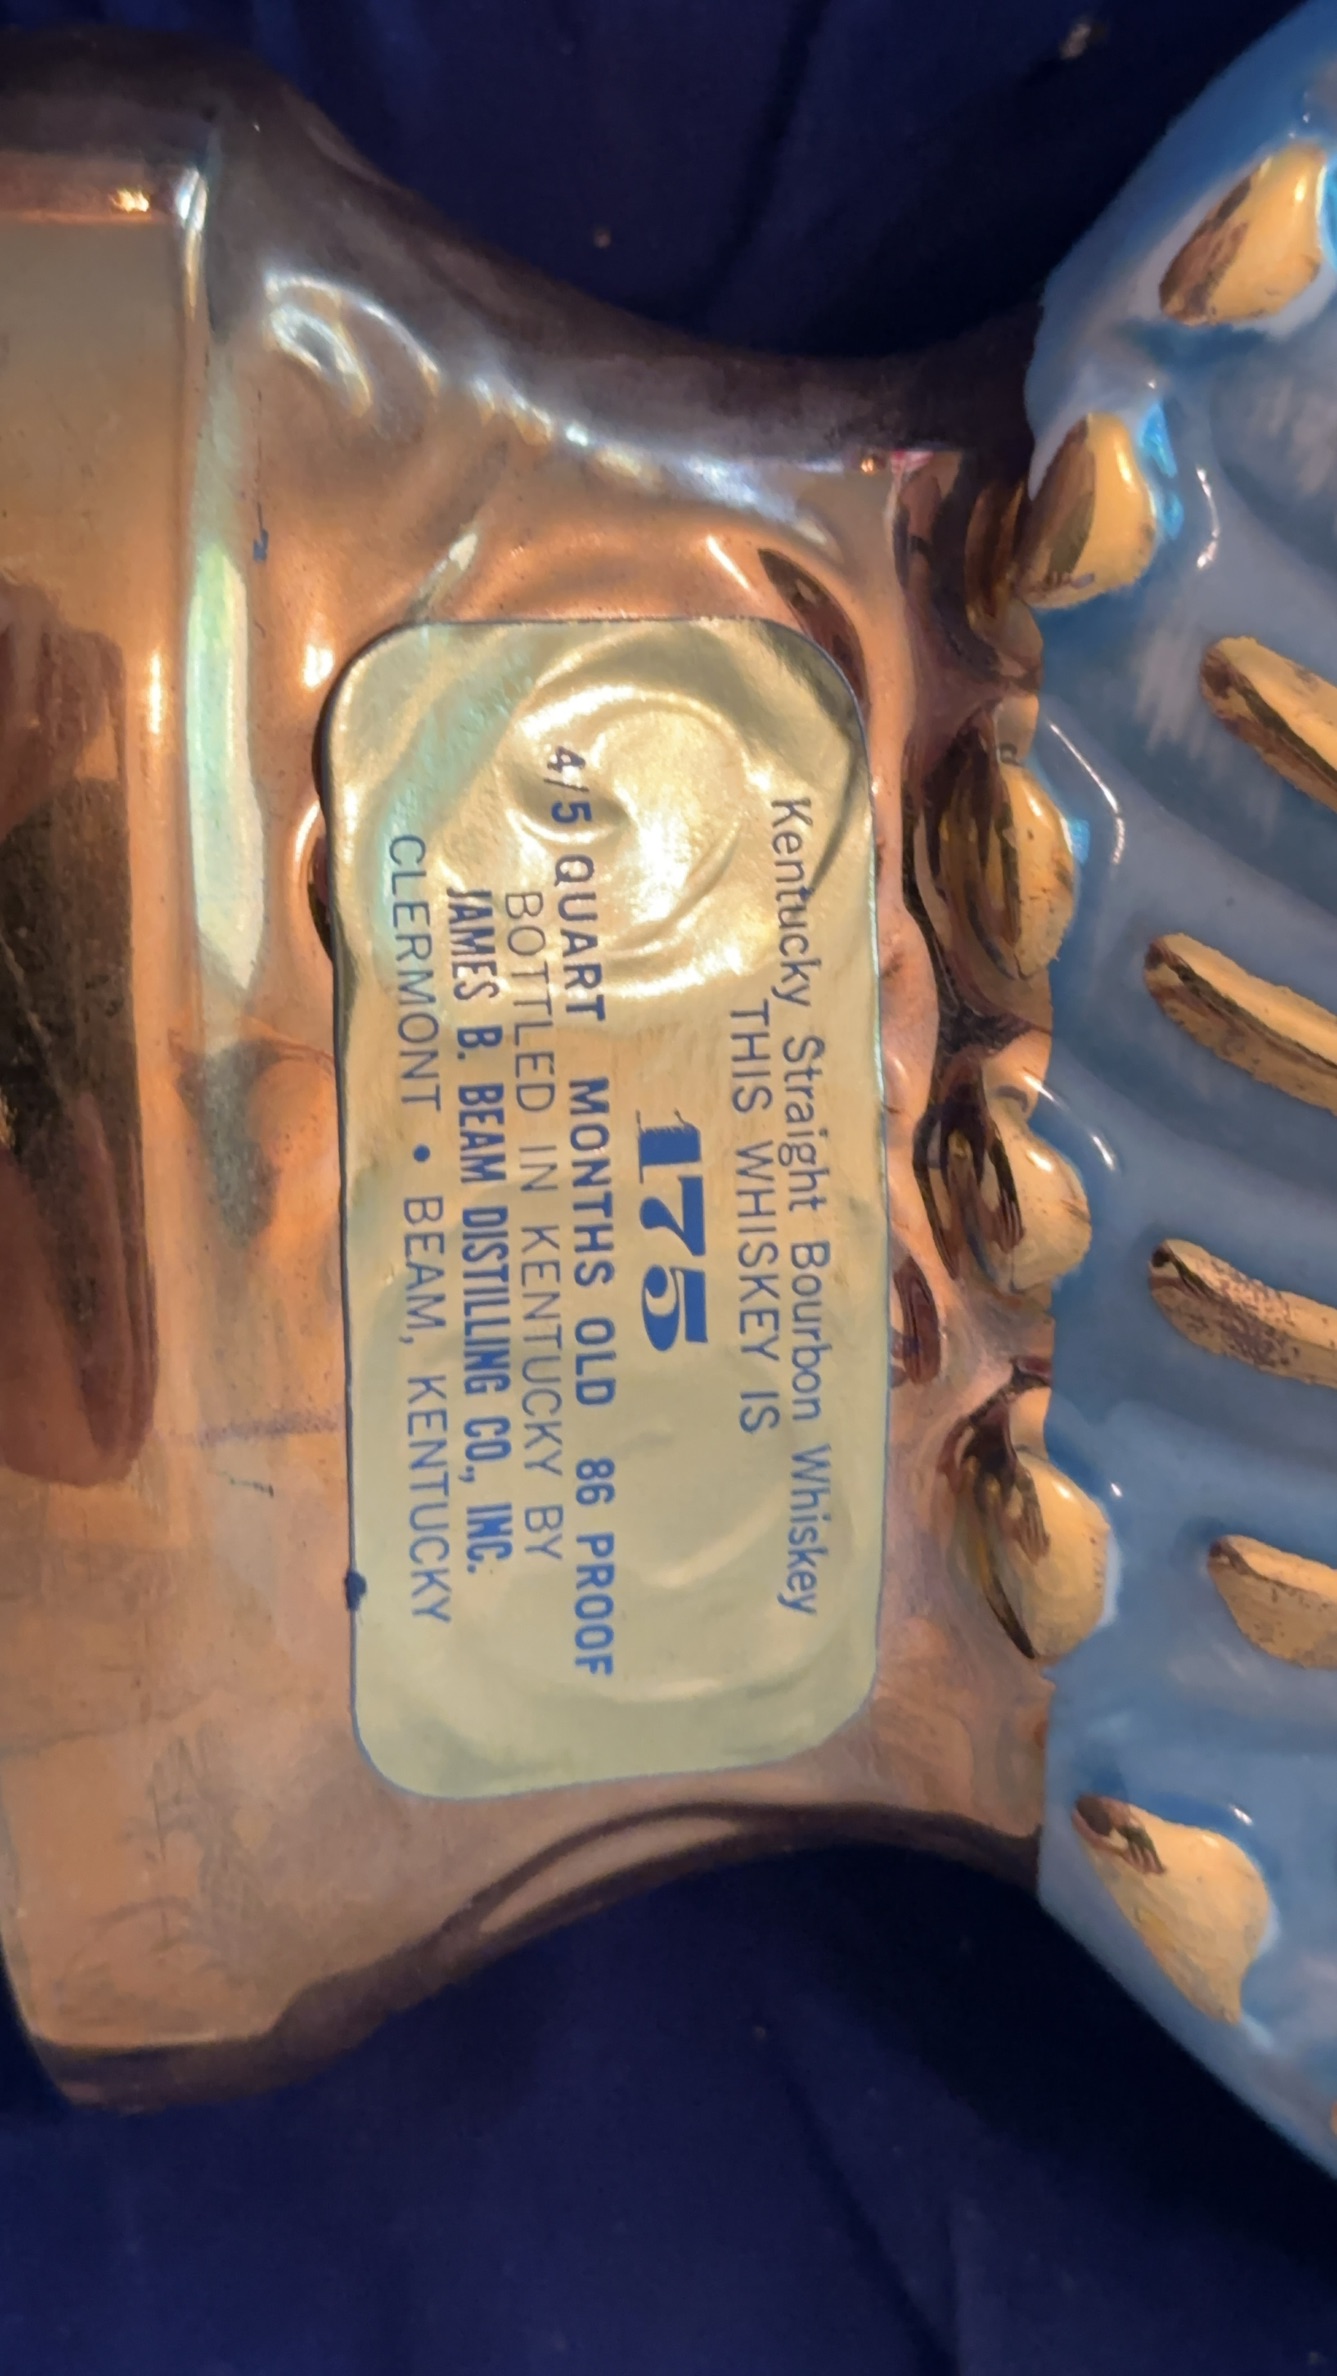 Kentucky Straight Bourbon Whiskey
THIS WHISKEY IS
175
4/5 QUART MONTHS OLD 86 PROOF
BOTTLED IN KENTUCKY BY
JAMES B. BEAM DISTILLING CO., INC.
CLERMONT • BEAM, KENTUCKY